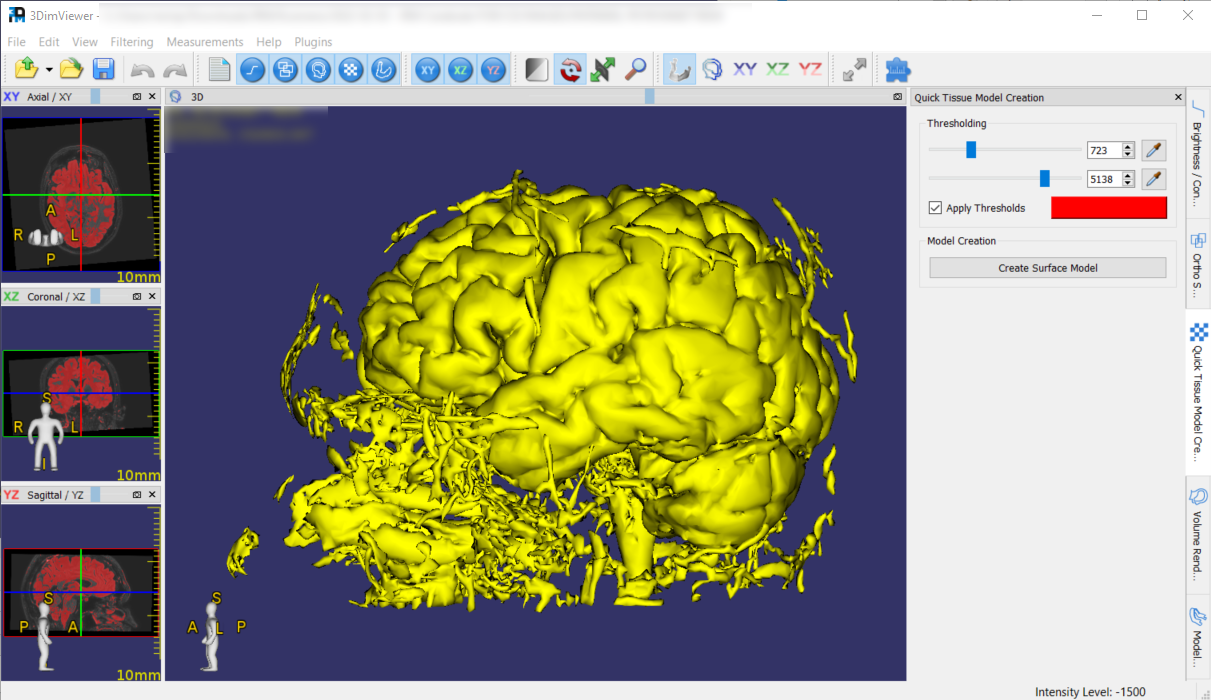 3DimViewer -
File Edit View Filtering Measurements Help Plugins
XY XZ YZ XY XZ YZ
XY Axial / XY
A
R L
P
10mm
XZ Coronal / XZ
S
R L
I
10mm
YZ Sagittal / YZ
S
P A
10mm
3D
S
A L P
Quick Tissue Model Creation
Thresholding
723
5138
Apply Thresholds
Model Creation
Create Surface Model
Brightness / Con...
Ortho S...
Quick Tissue Model Cre...
Volume Rend...
Model...
Intensity Level: -1500